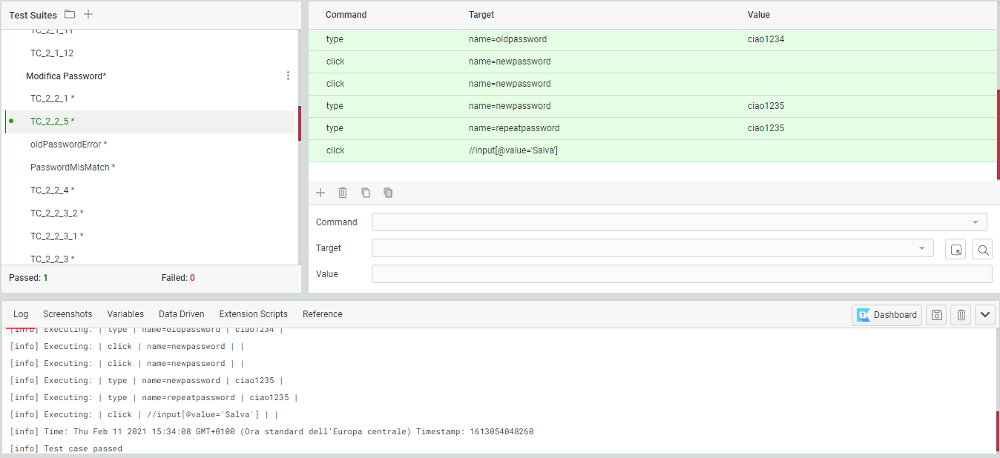 Test Suites
TC_2_1_11
TC_2_1_12
Modifica Password*
TC_2_2_1 *
TC_2_2_5 *
oldPasswordError *
PasswordMisMatch *
TC_2_2_4 *
TC_2_2_3_2 *
TC_2_2_3_1 *
TC_2_2_3 *
Passed: 1 Failed: 0
Command Target Value
type name=oldpassword ciao1234
click name=newpassword
click name=newpassword
type name=newpassword ciao1235
type name=repeatpassword ciao1235
click //input[@value='Salva']
Command
Target
Value
Log Screenshots Variables Data Driven Extension Scripts Reference Dashboard
[info] Executing: | type | name=oldpassword | ciao1234 |
[info] Executing: | click | name=newpassword | |
[info] Executing: | click | name=newpassword | |
[info] Executing: | type | name=newpassword | ciao1235 |
[info] Executing: | type | name=repeatpassword | ciao1235 |
[info] Executing: | click | //input[@value='Salva'] | |
[info] Time: Thu Feb 11 2021 15:34:08 GMT+0100 (Ora standard dell'Europa centrale) Timestamp: 1613054048260
[info] Test case passed